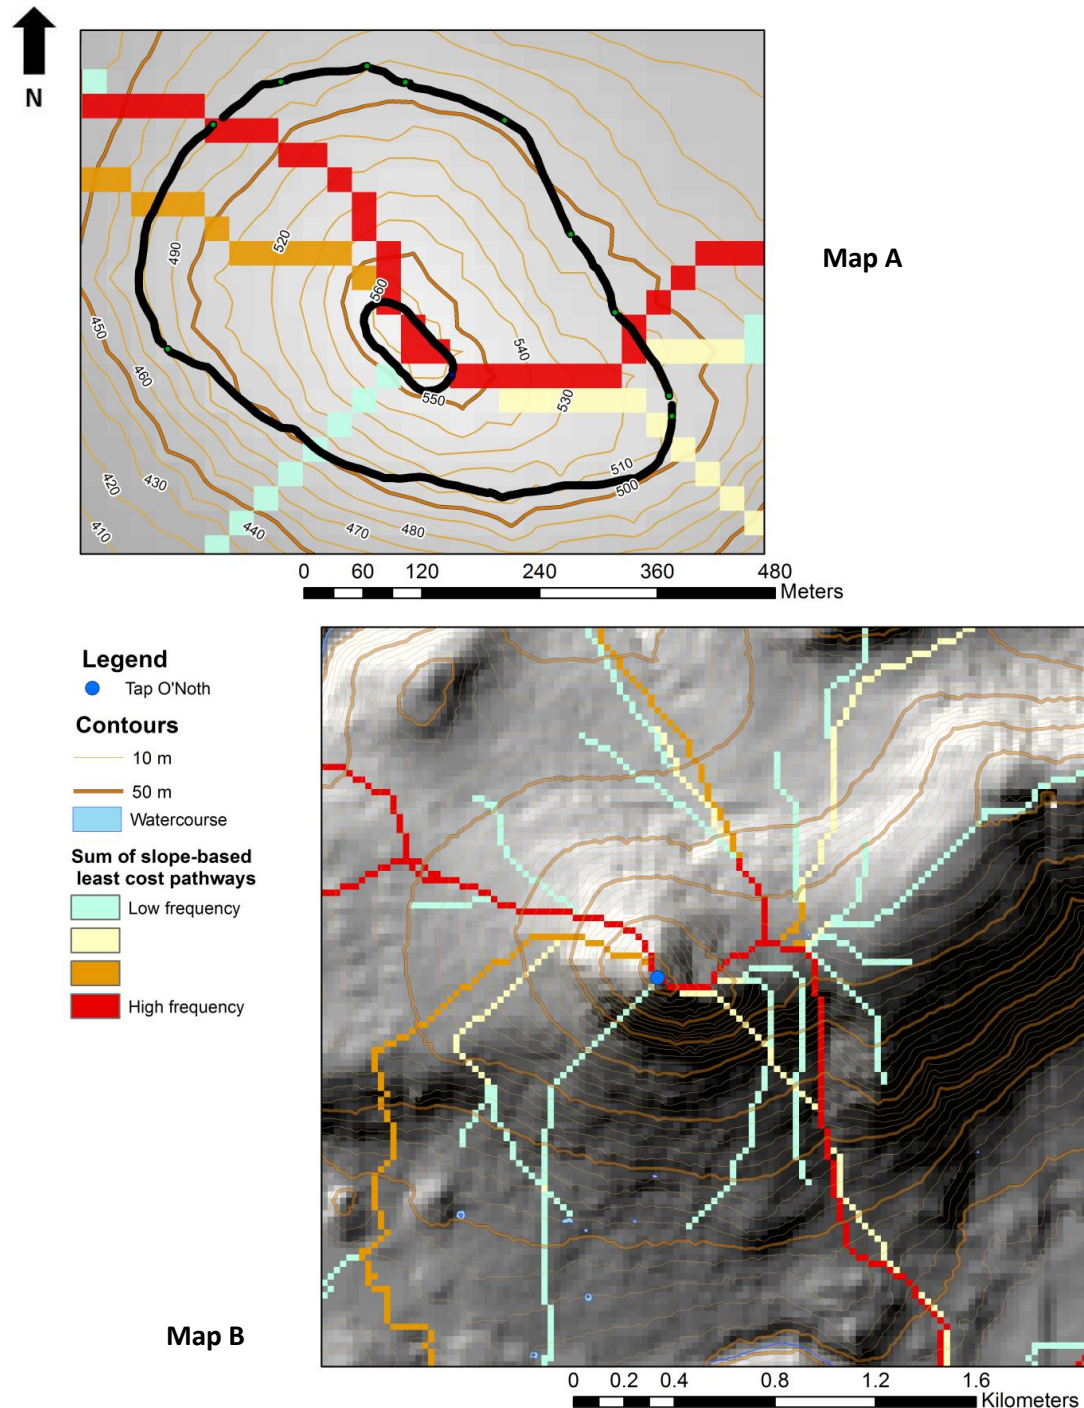 N
Map A
490
520
560
450
460
540
550
530
510
500
420
430
410
440
470
480
0 60 120 240 360 480
Meters
Legend
Tap O'Noth
Contours
10 m
50 m
Watercourse
Sum of slope-based
least cost pathways
Low frequency
High frequency
Map B
0 0.2 0.4 0.8 1.2 1.6
Kilometers